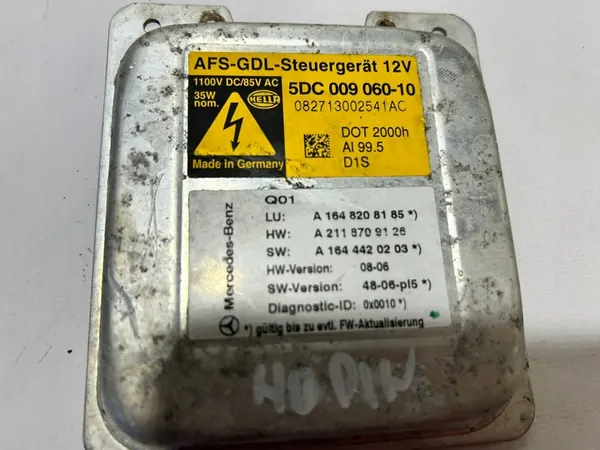 AFS-GDL-Steuergerät 12V
1100V DC/85V AC
35W
nom.
HELLA
5DC 009 060-10
082713002541AC
DOT 2000h
Al 99.5
D1S
Made in Germany
Mercedes-Benz
Q01
LU: A 164 820 81 85 *)
HW: A 211 870 91 26
SW: A 164 442 02 03 *)
HW-Version: 08-06
SW-Version: 48-06-pl5 *)
Diagnostic-ID: 0x0010 *)
*) gültig bis zu evtl. FW-Aktualisierung